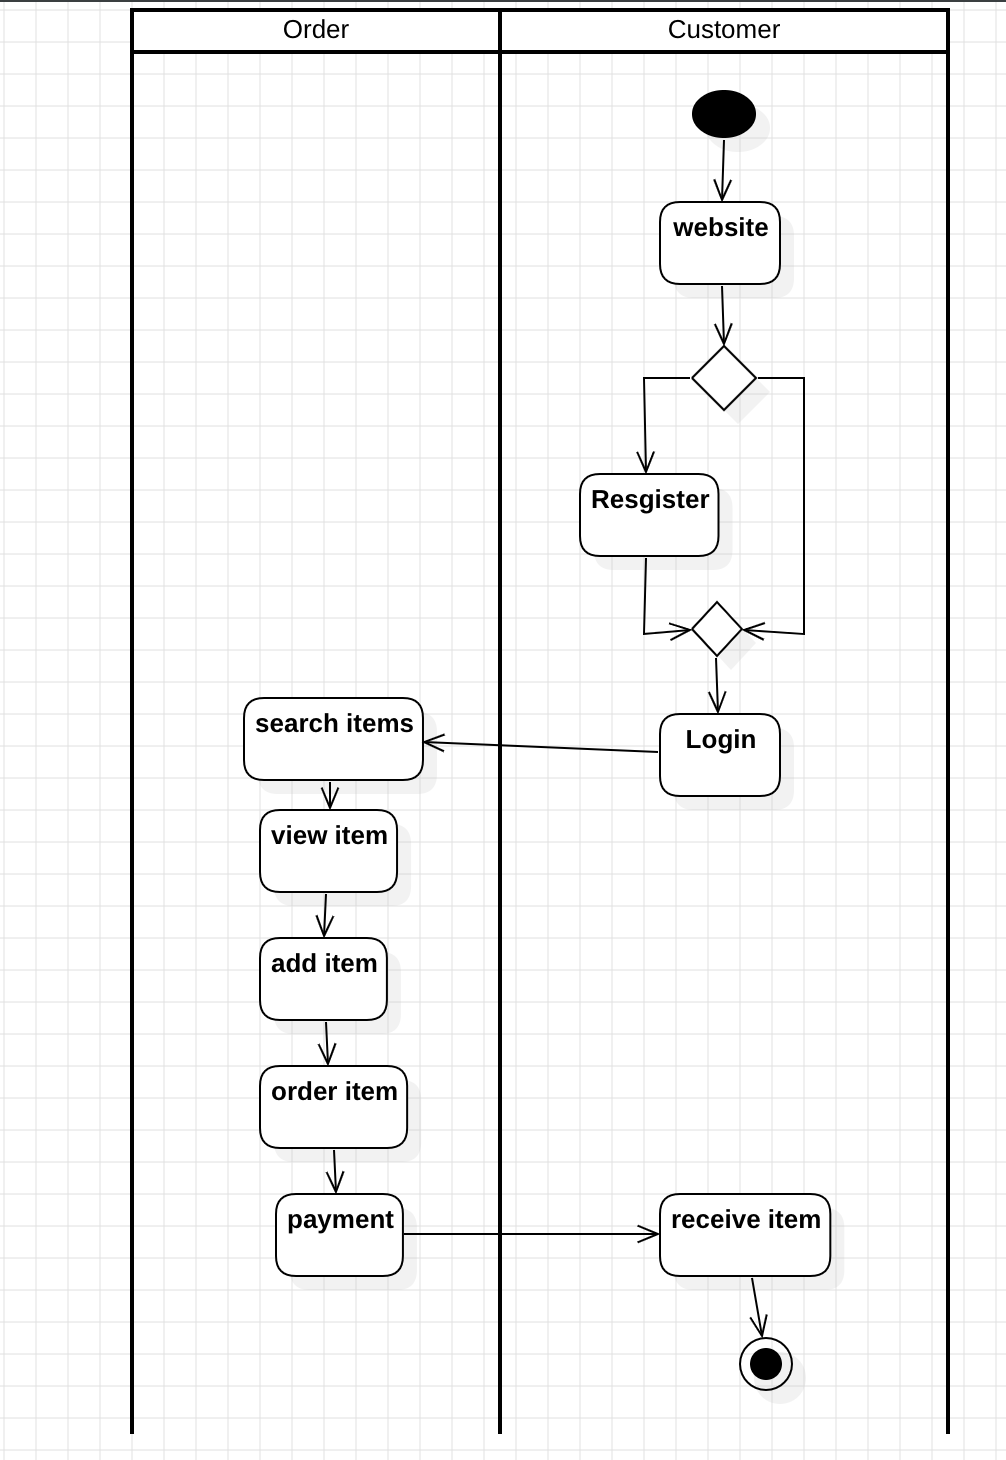 Order
Customer
website
Resgister
search items
Login
view item
add item
order item
payment
receive item